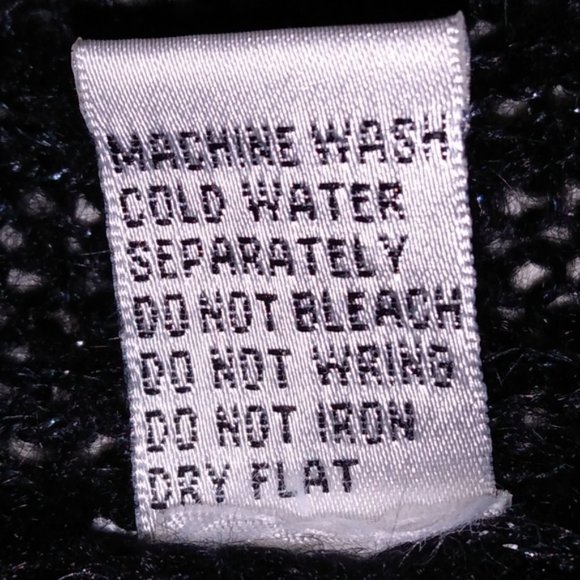 MACHINE WASH
COLD WATER
SEPARATELY
DO NOT BLEACH
DO NOT WRING
DO NOT IRON
DRY FLAT